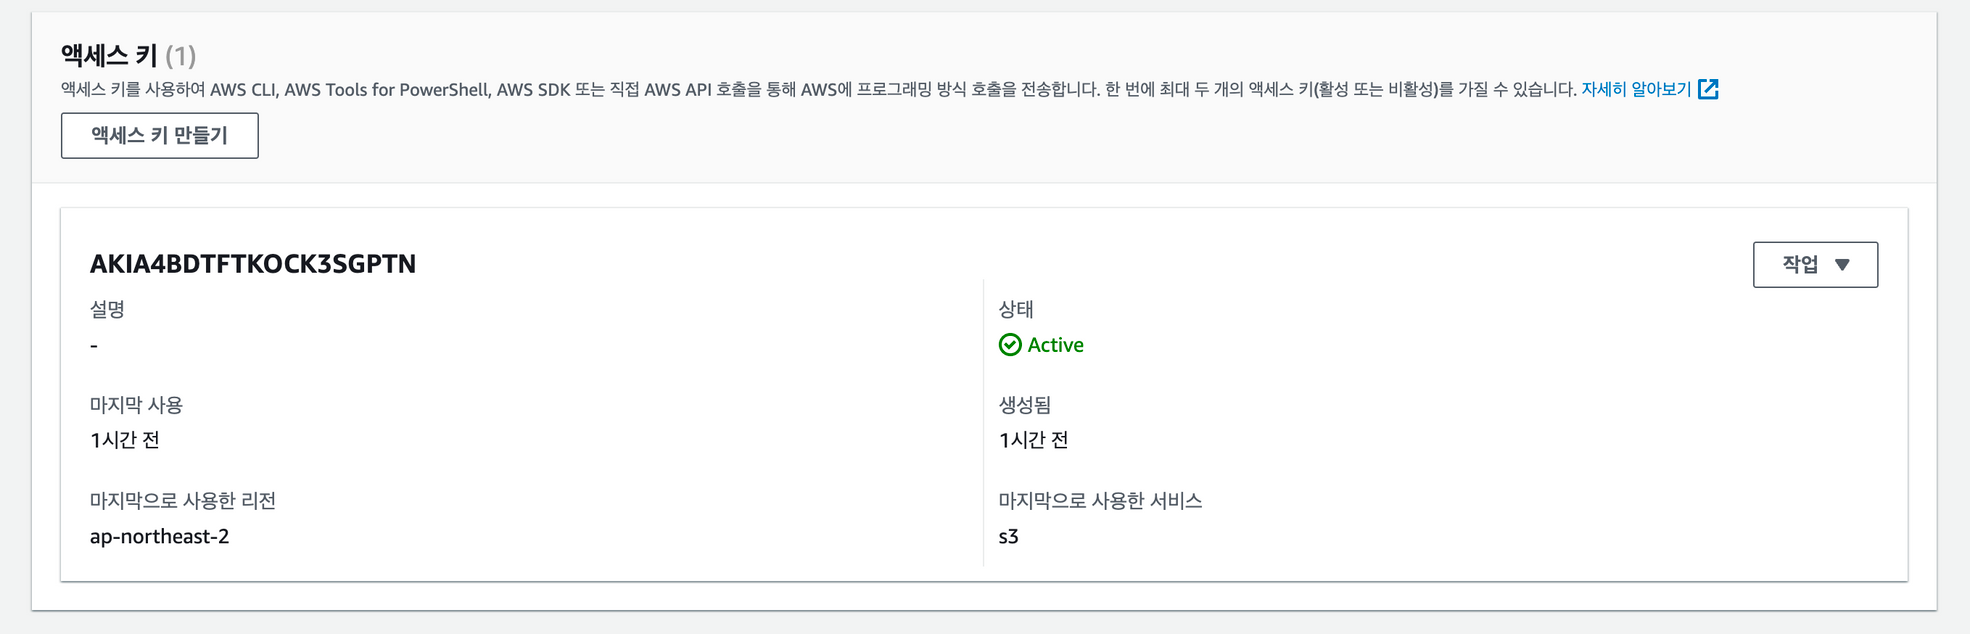 액세스 키 (1)
액세스 키를 사용하여 AWS CLI, AWS Tools for PowerShell, AWS SDK 또는 직접 AWS API 호출을 통해 AWS에 프로그래밍 방식 호출을 전송합니다. 한 번에 최대 두 개의 액세스 키(활성 또는 비활성)를 가질 수 있습니다. 자세히 알아보기
액세스 키 만들기
AKIA4BDTFTKOCK3SGPTN
작업
설명
-
상태
Active
마지막 사용
1시간 전
생성됨
1시간 전
마지막으로 사용한 리전
ap-northeast-2
마지막으로 사용한 서비스
s3